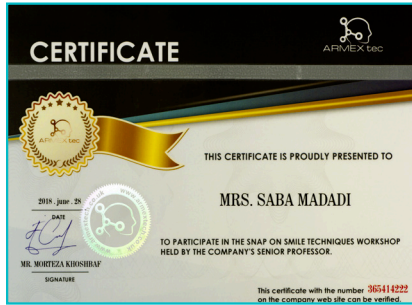 CERTIFICATE
ARMEX tec
ARMEX tec
THIS CERTIFICATE IS PROUDLY PRESENTED TO
MRS. SABA MADADI
2018 . june . 28
DATE
TO PARTICIPATE IN THE SNAP ON SMILE TECHNIQUES WORKSHOP
HELD BY THE COMPANY'S SENIOR PROFESSOR.
MR. MORTEZA KHOSHRAF
SIGNATURE
This certificate with the number 365414222
on the company web site can be verified.